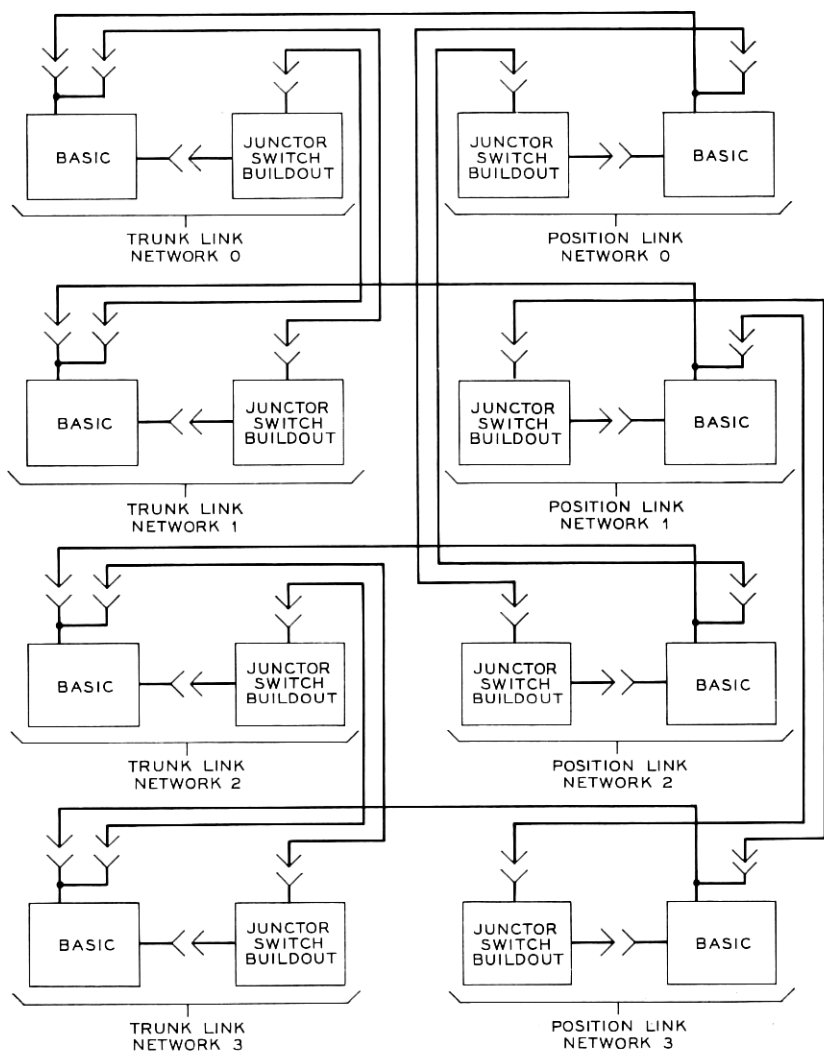 BASIC
JUNCTOR
SWITCH
BUILDOUT
JUNCTOR
SWITCH
BUILDOUT
BASIC
TRUNK LINK
NETWORK 0
POSITION LINK
NETWORK 0
BASIC
JUNCTOR
SWITCH
BUILDOUT
JUNCTOR
SWITCH
BUILDOUT
BASIC
TRUNK LINK
NETWORK 1
POSITION LINK
NETWORK 1
BASIC
JUNCTOR
SWITCH
BUILDOUT
JUNCTOR
SWITCH
BUILDOUT
BASIC
TRUNK LINK
NETWORK 2
POSITION LINK
NETWORK 2
BASIC
JUNCTOR
SWITCH
BUILDOUT
JUNCTOR
SWITCH
BUILDOUT
BASIC
TRUNK LINK
NETWORK 3
POSITION LINK
NETWORK 3